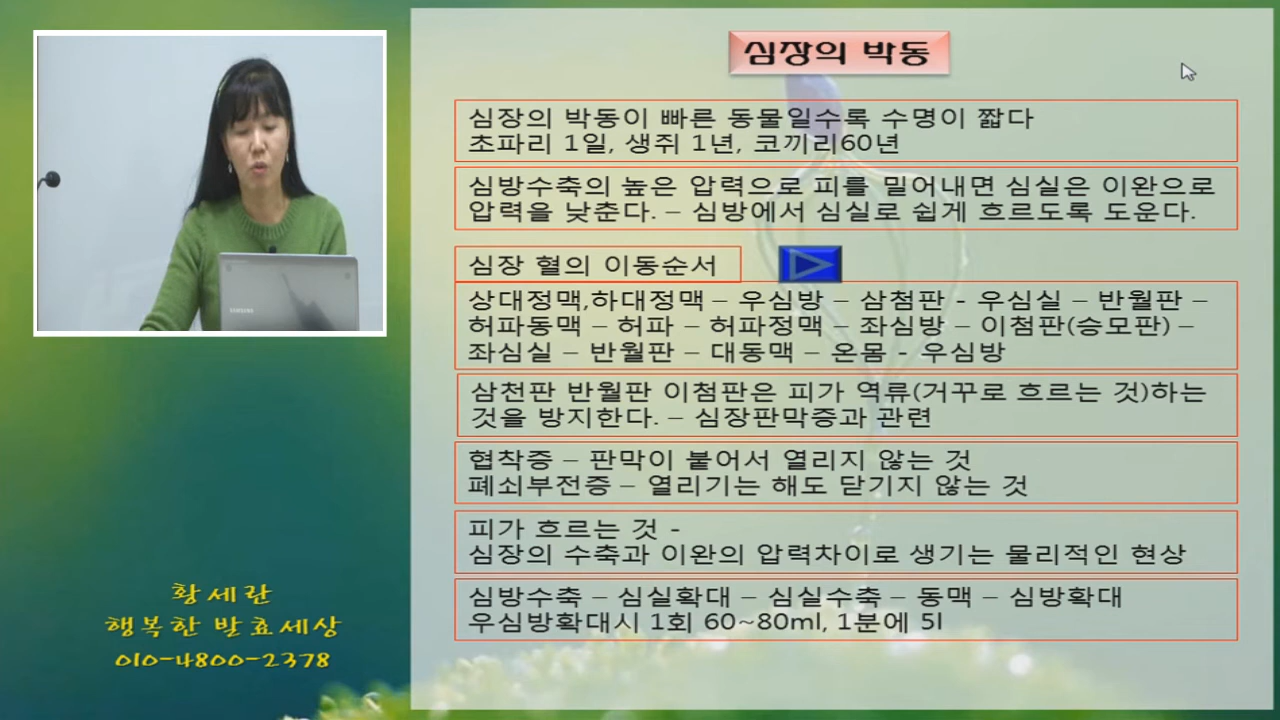 심장의 박동
심장의 박동이 빠른 동물일수록 수명이 짧다
초파리 1일, 생쥐 1년, 코끼리60년
심방수축의 높은 압력으로 피를 밀어내면 심실은 이완으로
압력을 낮춘다. – 심방에서 심실로 쉽게 흐르도록 도운다.
심장 혈의 이동순서
상대정맥,하대정맥 – 우심방 – 삼첨판 - 우심실 – 반월판 –
허파동맥 – 허파 – 허파정맥 – 좌심방 – 이첨판(승모판) –
좌심실 – 반월판 – 대동맥 – 온몸 - 우심방
삼천판 반월판 이첨판은 피가 역류(거꾸로 흐르는 것)하는
것을 방지한다. – 심장판막증과 관련
협착증 – 판막이 붙어서 열리지 않는 것
폐쇠부전증 – 열리기는 해도 닫기지 않는 것
피가 흐르는 것 -
심장의 수축과 이완의 압력차이로 생기는 물리적인 현상
심방수축 – 심실확대 – 심실수축 – 동맥 – 심방확대
우심방확대시 1회 60~80ml, 1분에 5l
황세란
행복한 발효세상
010-4800-2378
SAMSUNG